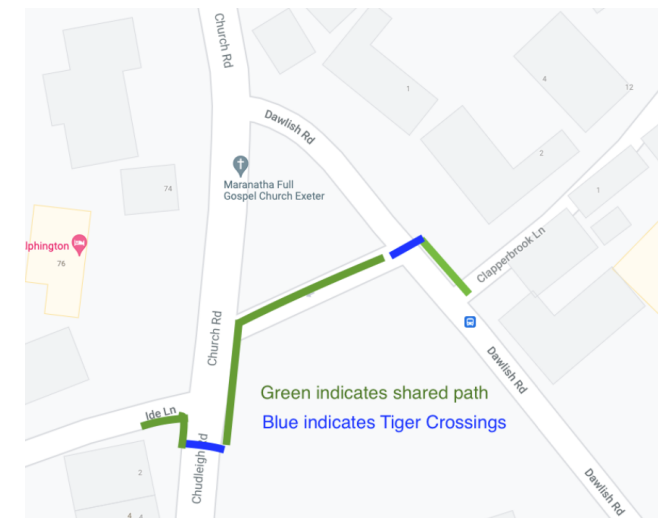 Church Rd
Dawlish Rd
4
12
1
2
Maranatha Full
Gospel Church Exeter
74
1
lphington
76
Clapperbrook Ln
Church Rd
Dawlish Rd
Green indicates shared path
Ide Ln
Blue indicates Tiger Crossings
Chudleigh Rd
2
Dawlish Rd
4